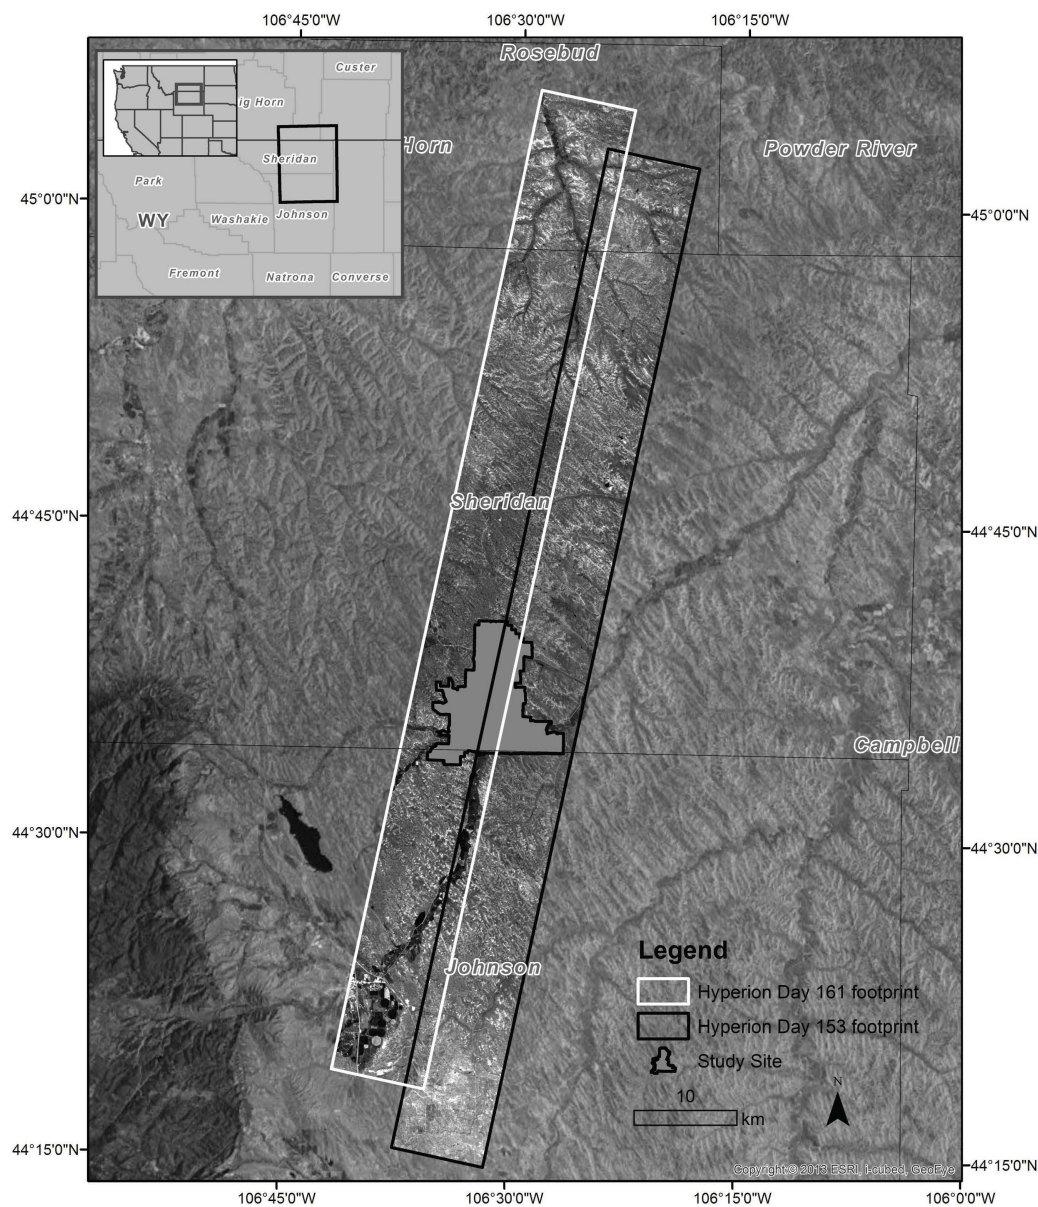 106°45'0"W
106°30'0"W
106°15'0"W
Rosebud
Custer
ig Horn
Horn
Powder River
Sheridan
Park
45°0'0"N
45°0'0"N
WY
Washakie
Johnson
Fremont
Natrona
Converse
Sheridan
44°45'0"N
44°45'0"N
Campbell
44°30'0"N
44°30'0"N
Johnson
Legend
Hyperion Day 161 footprint
Hyperion Day 153 footprint
Study Site
10
km
N
44°15'0"N
44°15'0"N
Copyright:© 2013 ESRI, i-cubed, GeoEye
106°45'0"W
106°30'0"W
106°15'0"W
106°0'0"W